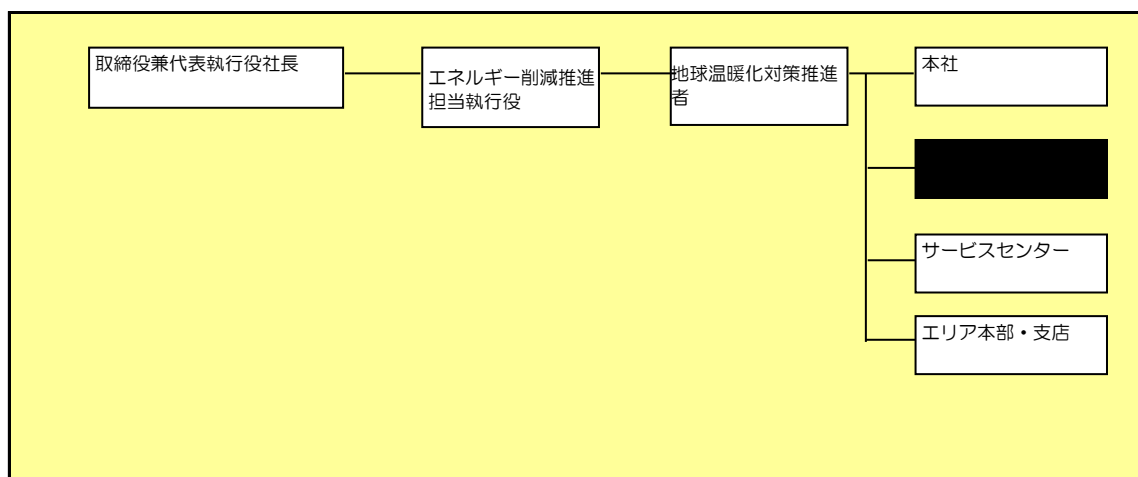 取締役兼代表執行役社長
エネルギー削減推進
担当執行役
地球温暖化対策推進
者
本社
サービスセンター
エリア本部・支店